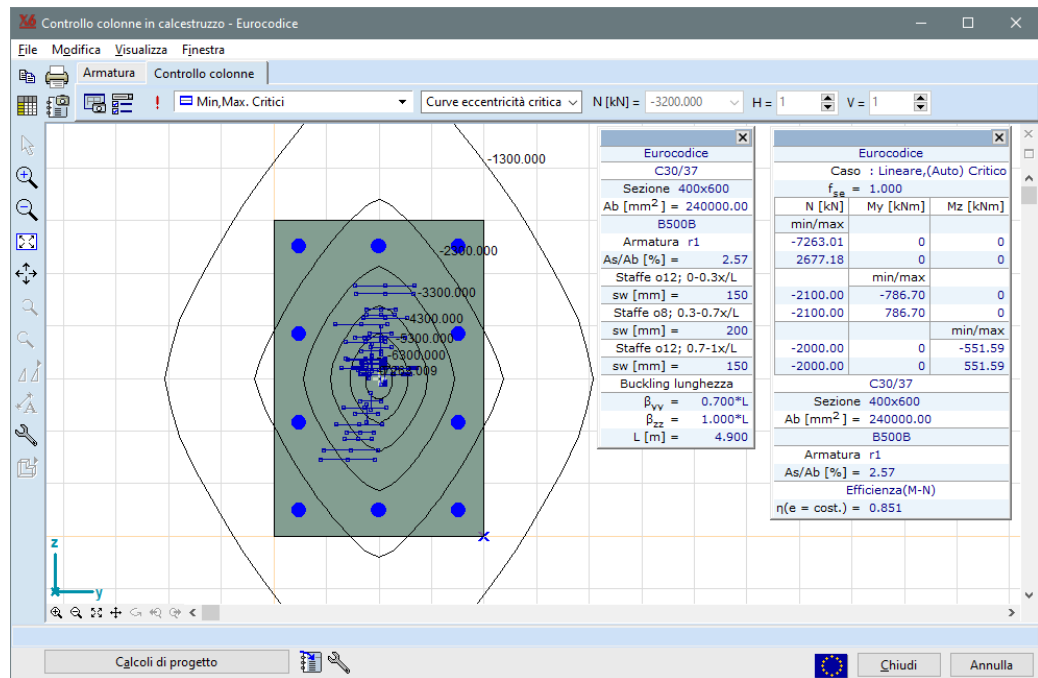 Controllo colonne in calcestruzzo - Eurocodice
File Modifica Visualizza Finestra
Armatura Controllo colonne
Min,Max. Critici Curve eccentricità critica N [kN] = -3200.000 H = 1 V = 1
-1300.000
-2300.000
-3300.000
-4300.000
-5300.000
-6300.000
z
y
Eurocodice
C30/37
Sezione 400x600
Ab [mm²] = 240000.00
B500B
Armatura r1
As/Ab [%] = 2.57
Staffe o12; 0-0.3x/L
sw [mm] = 150
Staffe o8; 0.3-0.7x/L
sw [mm] = 200
Staffe o12; 0.7-1x/L
sw [mm] = 150
Buckling lunghezza
βyy = 0.700*L
βzz = 1.000*L
L [m] = 4.900
Eurocodice
Caso : Lineare,(Auto) Critico
fse = 1.000
N [kN] My [kNm] Mz [kNm]
min/max
-7263.01 0 0
2677.18 0 0
min/max
-2100.00 -786.70 0
-2100.00 786.70 0
min/max
-2000.00 0 -551.59
-2000.00 0 551.59
C30/37
Sezione 400x600
Ab [mm²] = 240000.00
B500B
Armatura r1
As/Ab [%] = 2.57
Efficienza(M-N)
η(e = cost.) = 0.851
Calcoli di progetto
Chiudi Annulla